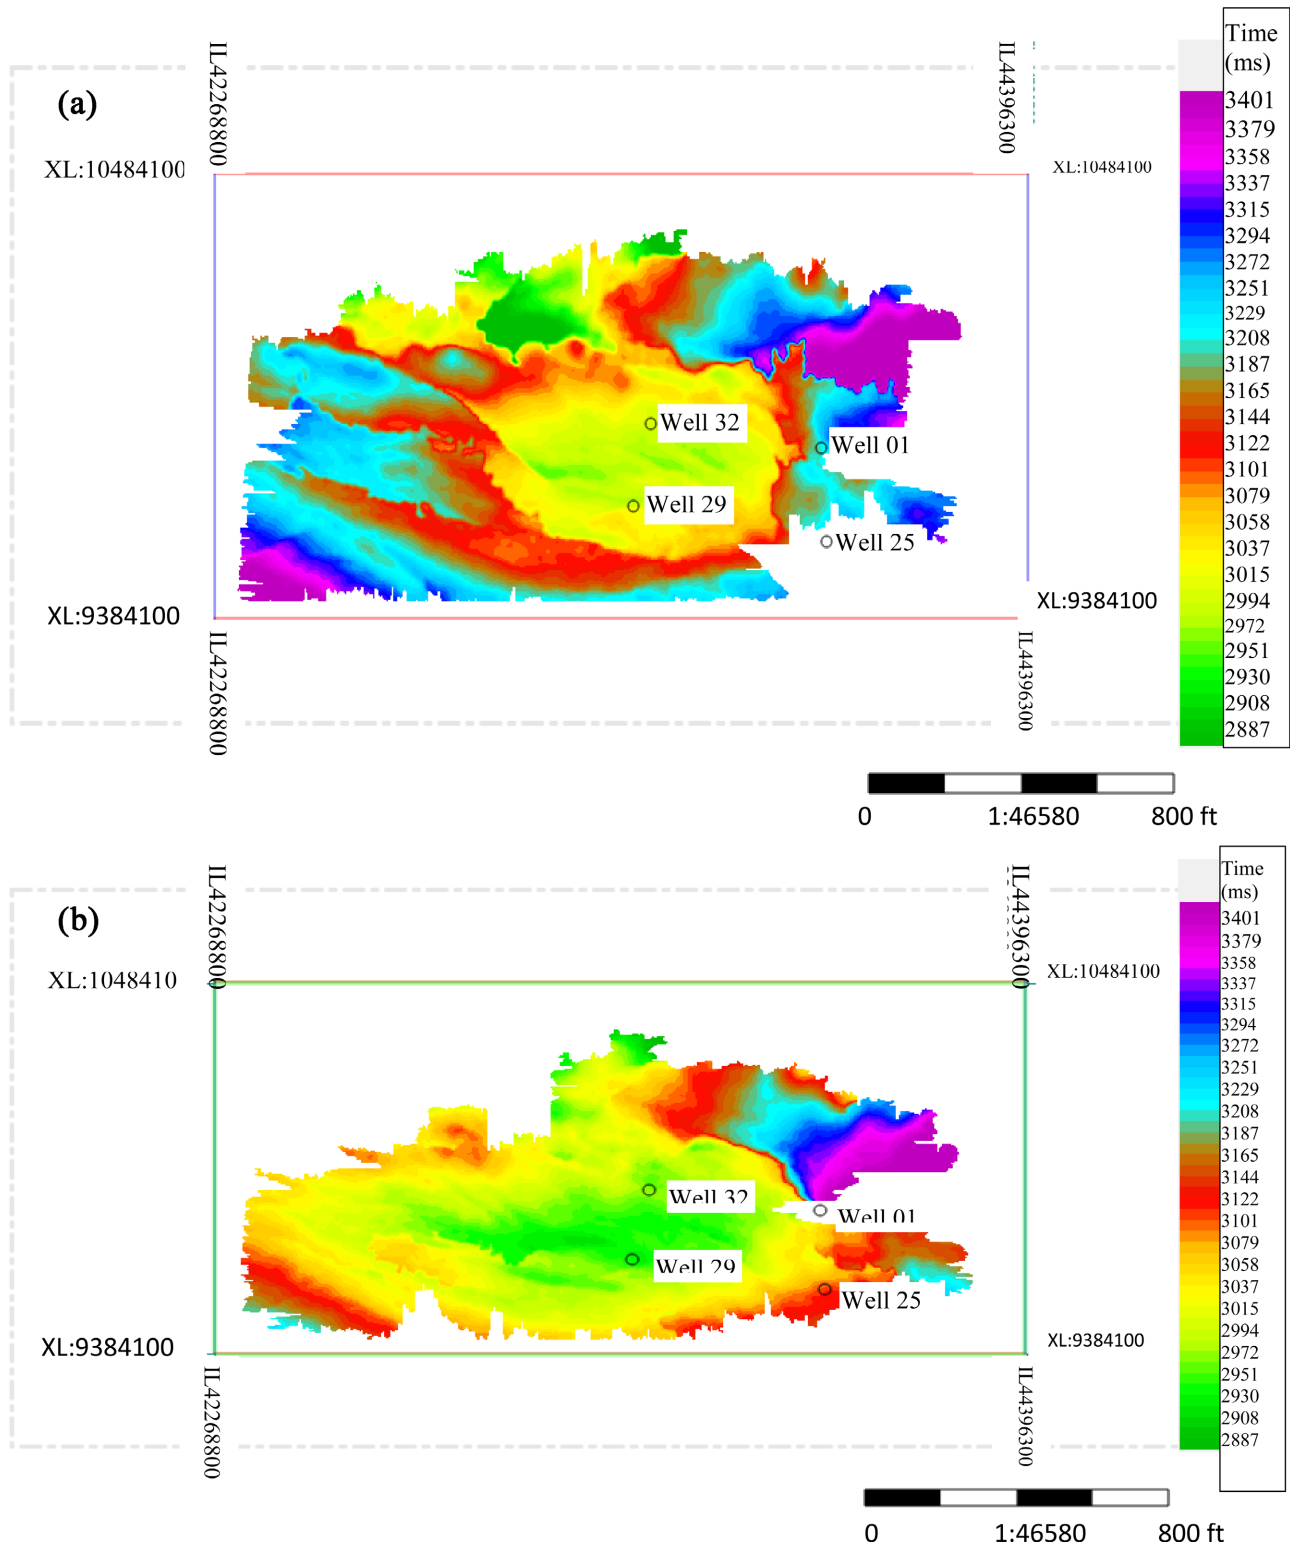 Time
(ms)
(a)
IL42268800
IL4396300
XL:10484100
XL:10484100
3401
3379
3358
3337
3315
3294
3272
3251
3229
3208
3187
3165
3144
3122
3101
3079
3058
3037
3015
2994
2972
2951
2930
2908
2887
Well 32
Well 01
Well 29
Well 25
XL:9384100
XL:9384100
IL42268800
IL4396300
0 1:46580 800 ft
Time
(ms)
(b)
IL42268800
IL44396300
XL:1048410
XL:10484100
3401
3379
3358
3337
3315
3294
3272
3251
3229
3208
3187
3165
3144
3122
3101
3079
3058
3037
3015
2994
2972
2951
2930
2908
2887
Well 32
Well 01
Well 29
Well 25
XL:9384100
XL:9384100
IL42268800
IL4396300
0 1:46580 800 ft